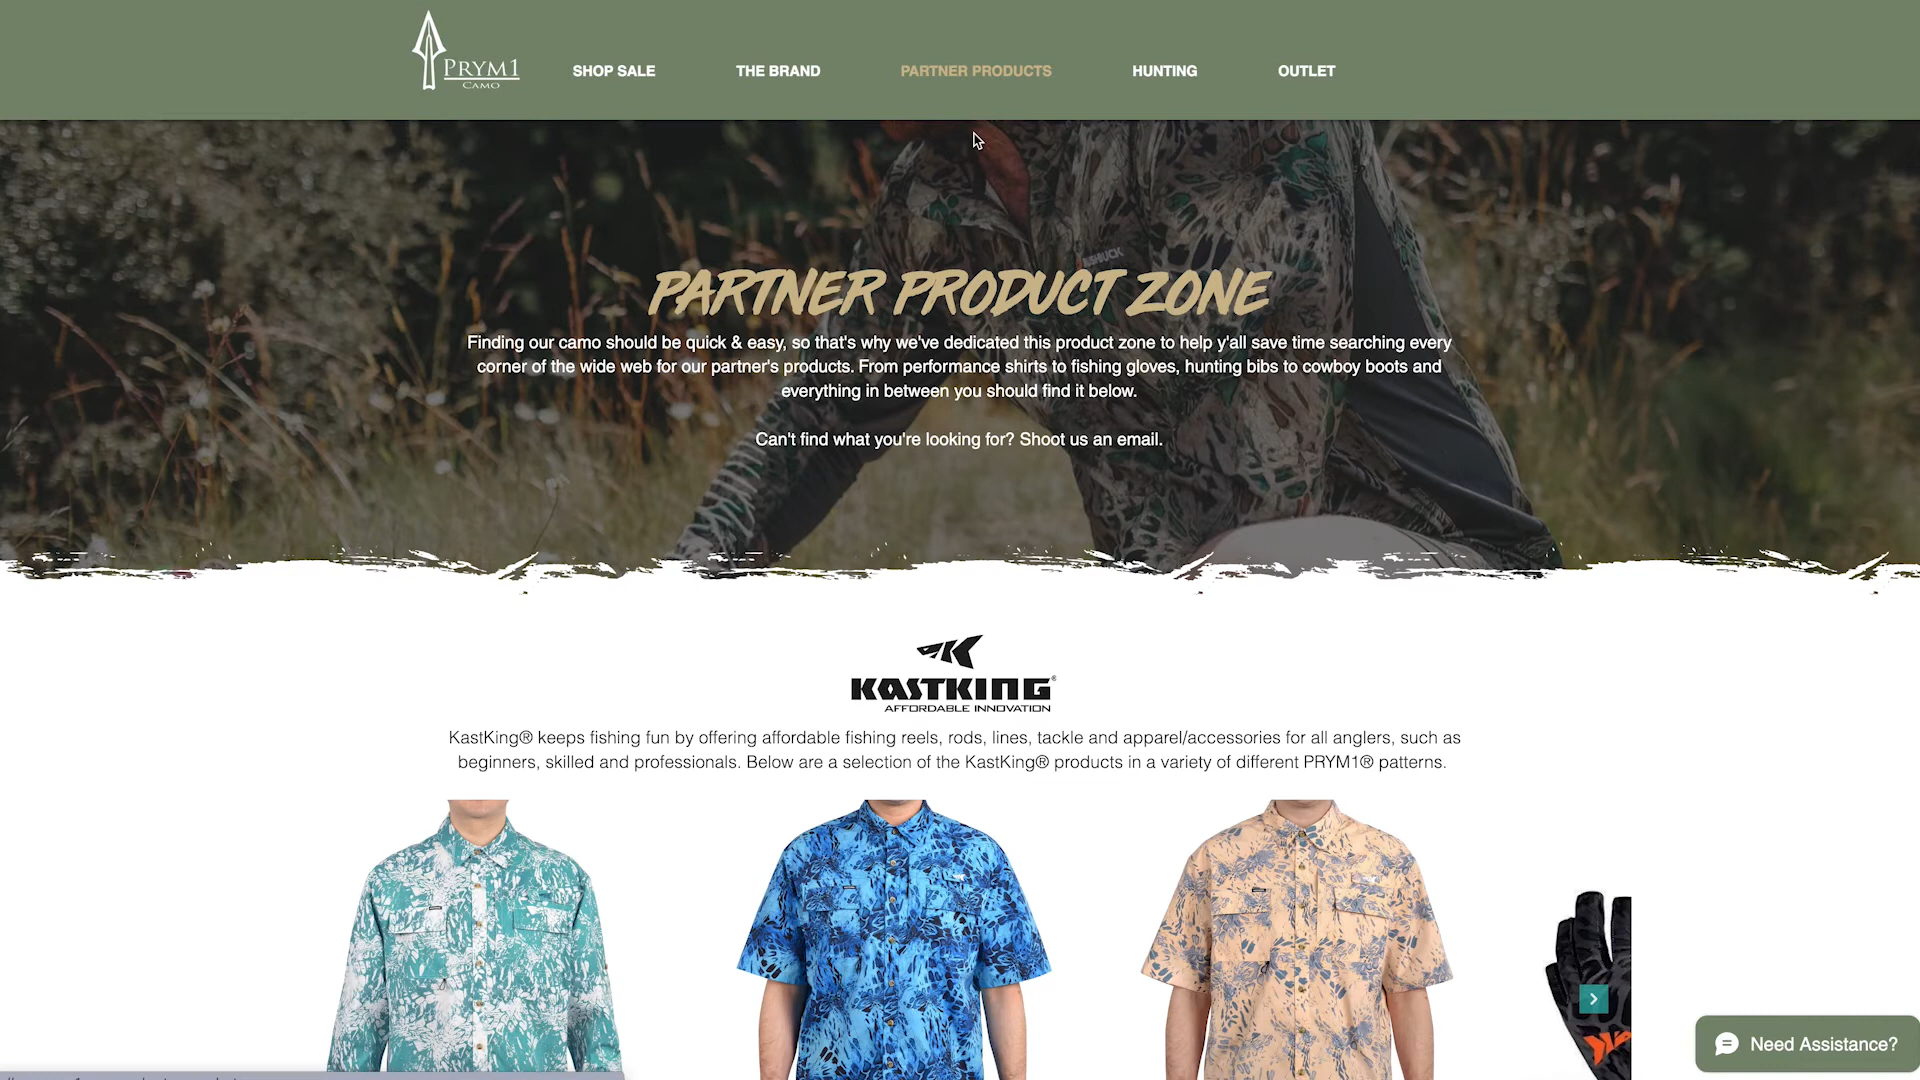 PRYM1
CAMO
SHOP SALE
THE BRAND
PARTNER PRODUCTS
HUNTING
OUTLET
PARTNER PRODUCT ZONE
Finding our camo should be quick & easy, so that's why we've dedicated this product zone to help y'all save time searching every
corner of the wide web for our partner's products. From performance shirts to fishing gloves, hunting bibs to cowboy boots and
everything in between you should find it below.
Can't find what you're looking for? Shoot us an email.
KASTKING®
AFFORDABLE INNOVATION
KastKing® keeps fishing fun by offering affordable fishing reels, rods, lines, tackle and apparel/accessories for all anglers, such as
beginners, skilled and professionals. Below are a selection of the KastKing® products in a variety of different PRYM1® patterns.
Need Assistance?